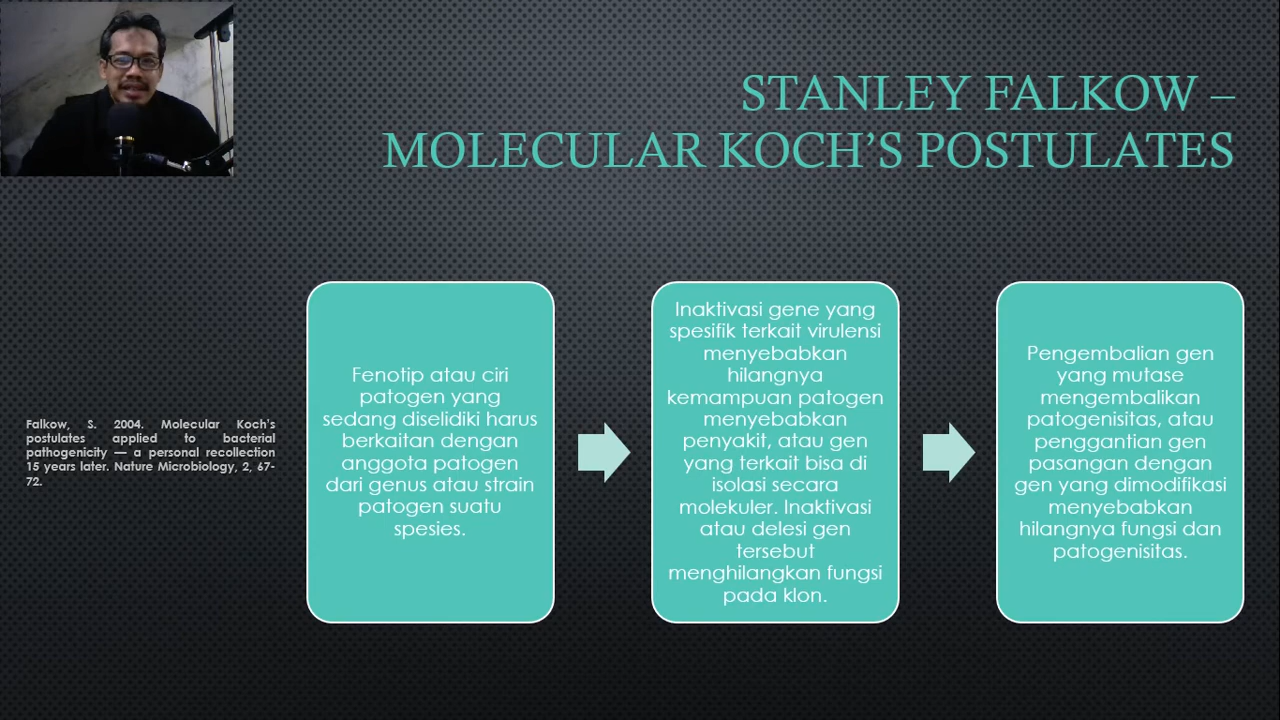 STANLEY FALKOW –
MOLECULAR KOCH’S POSTULATES
Falkow, S. 2004. Molecular Koch’s
postulates applied to bacterial
pathogenicity — a personal recollection
15 years later. Nature Microbiology, 2, 67-
72.
Fenotip atau ciri
patogen yang
sedang diselidiki harus
berkaitan dengan
anggota patogen
dari genus atau strain
patogen suatu
spesies.
Inaktivasi gene yang
spesifik terkait virulensi
menyebabkan
hilangnya
kemampuan patogen
menyebabkan
penyakit, atau gen
yang terkait bisa di
isolasi secara
molekuler. Inaktivasi
atau delesi gen
tersebut
menghilangkan fungsi
pada klon.
Pengembalian gen
yang mutase
mengembalikan
patogenisitas, atau
penggantian gen
pasangan dengan
gen yang dimodifikasi
menyebabkan
hilangnya fungsi dan
patogenisitas.